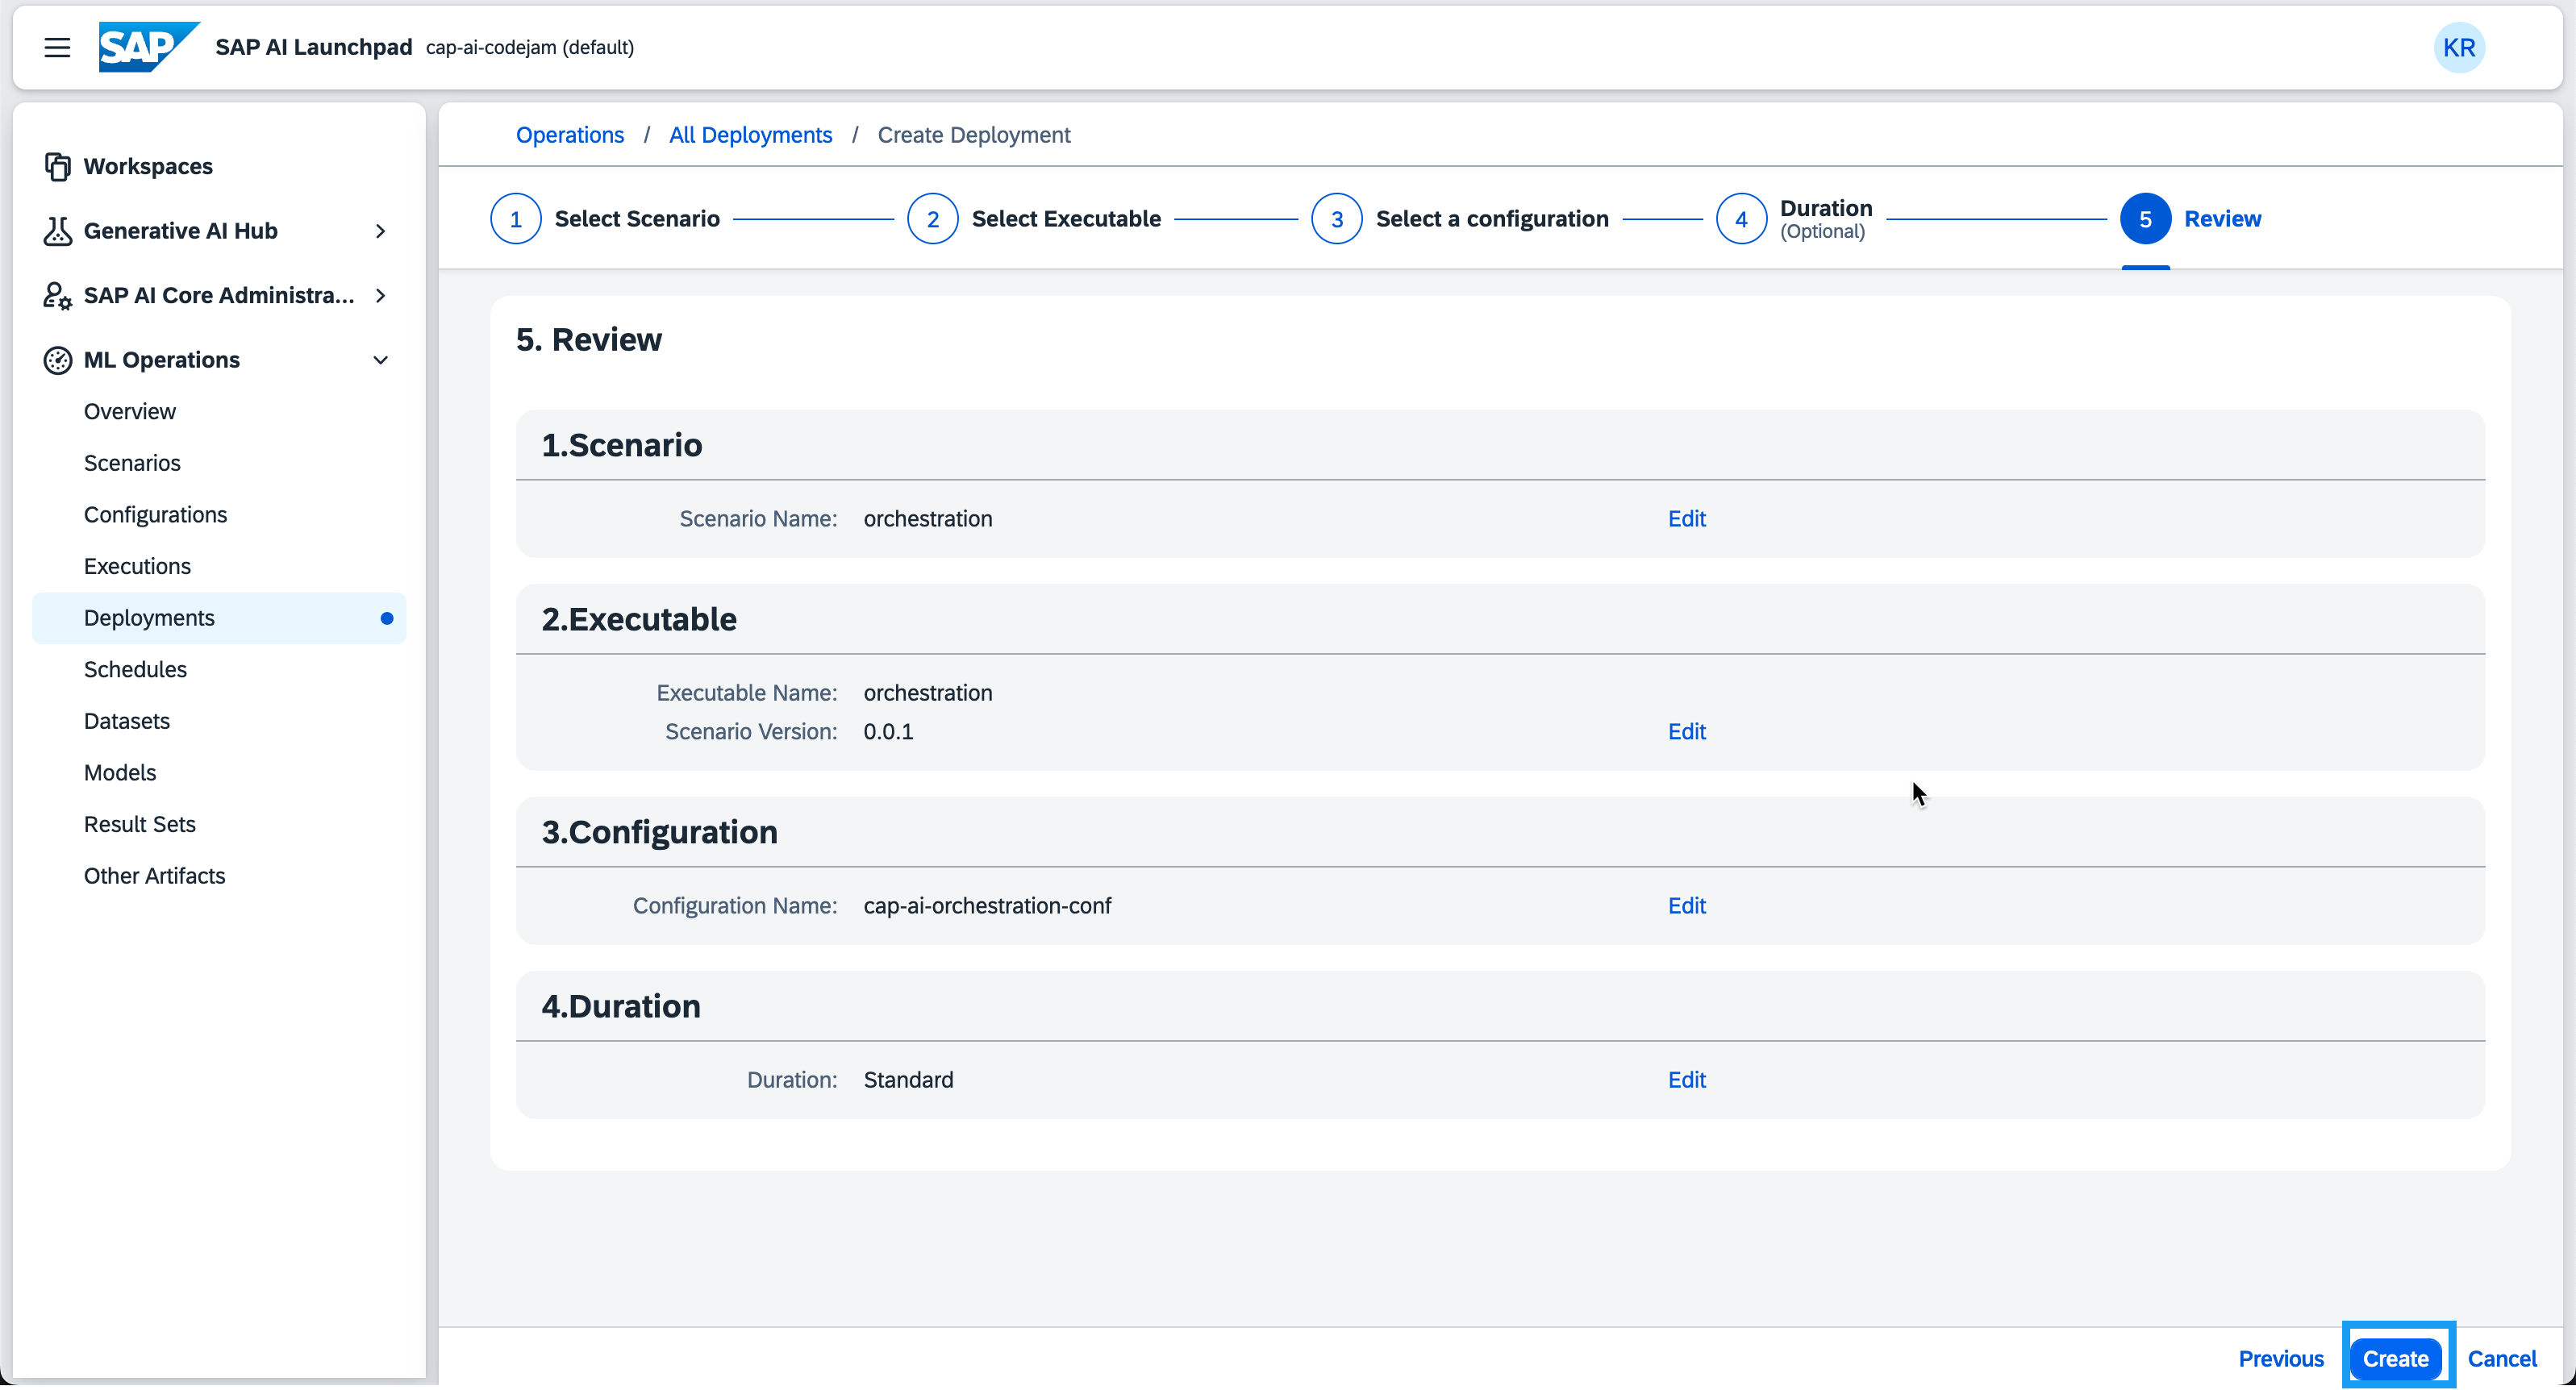 SAP SAP AI Launchpad cap-ai-codejam (default) KR
Workspaces
Generative AI Hub
SAP AI Core Administra...
ML Operations
Overview
Scenarios
Configurations
Executions
Deployments
Schedules
Datasets
Models
Result Sets
Other Artifacts
Operations / All Deployments / Create Deployment
1 Select Scenario 2 Select Executable 3 Select a configuration 4 Duration (Optional) 5 Review
5. Review
1.Scenario
Scenario Name: orchestration Edit
2.Executable
Executable Name: orchestration
Scenario Version: 0.0.1 Edit
3.Configuration
Configuration Name: cap-ai-orchestration-conf Edit
4.Duration
Duration: Standard Edit
Previous Create Cancel